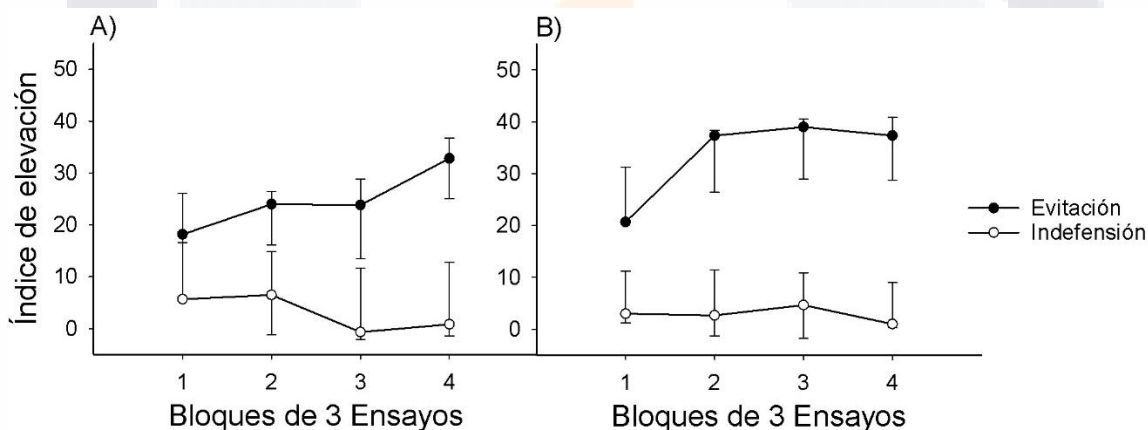 A)
50
40
30
20
10
0
Índice de elevación
1 2 3 4
Bloques de 3 Ensayos
B)
50
40
30
20
10
0
1 2 3 4
Bloques de 3 Ensayos
Evitación
Indefensión